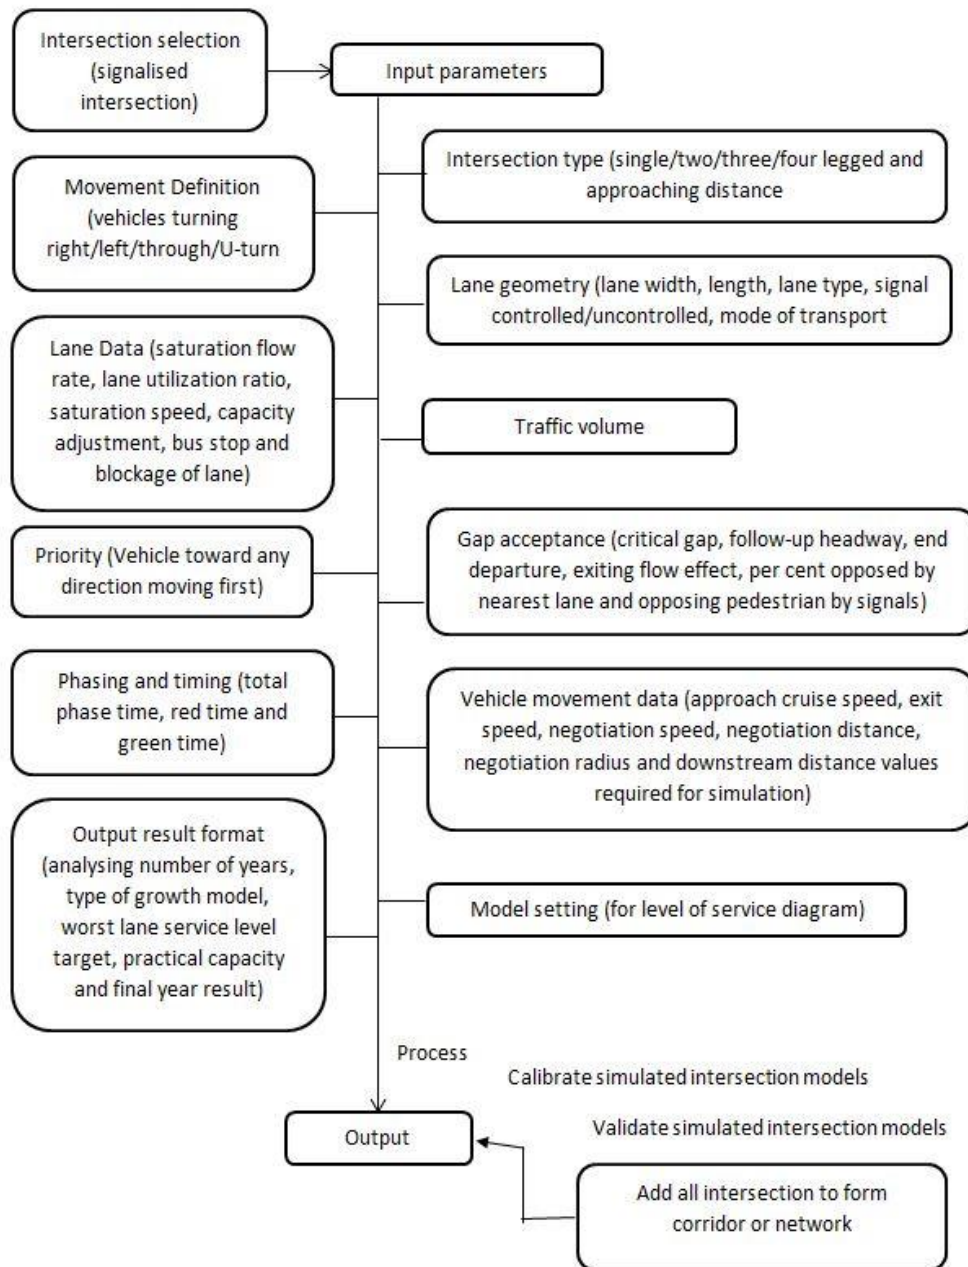 Intersection selection
(signalised
intersection)
Input parameters
Intersection type (single/two/three/four legged and
approaching distance
Movement Definition
(vehicles turning
right/left/through/U-turn
Lane geometry (lane width, length, lane type, signal
controlled/uncontrolled, mode of transport
Lane Data (saturation flow
rate, lane utilization ratio,
saturation speed, capacity
adjustment, bus stop and
blockage of lane)
Traffic volume
Priority (Vehicle toward any
direction moving first)
Gap acceptance (critical gap, follow-up headway, end
departure, exiting flow effect, per cent opposed by
nearest lane and opposing pedestrian by signals)
Phasing and timing (total
phase time, red time and
green time)
Vehicle movement data (approach cruise speed, exit
speed, negotiation speed, negotiation distance,
negotiation radius and downstream distance values
required for simulation)
Output result format
(analysing number of years,
type of growth model,
worst lane service level
target, practical capacity
and final year result)
Model setting (for level of service diagram)
Process
Calibrate simulated intersection models
Output
Validate simulated intersection models
Add all intersection to form
corridor or network